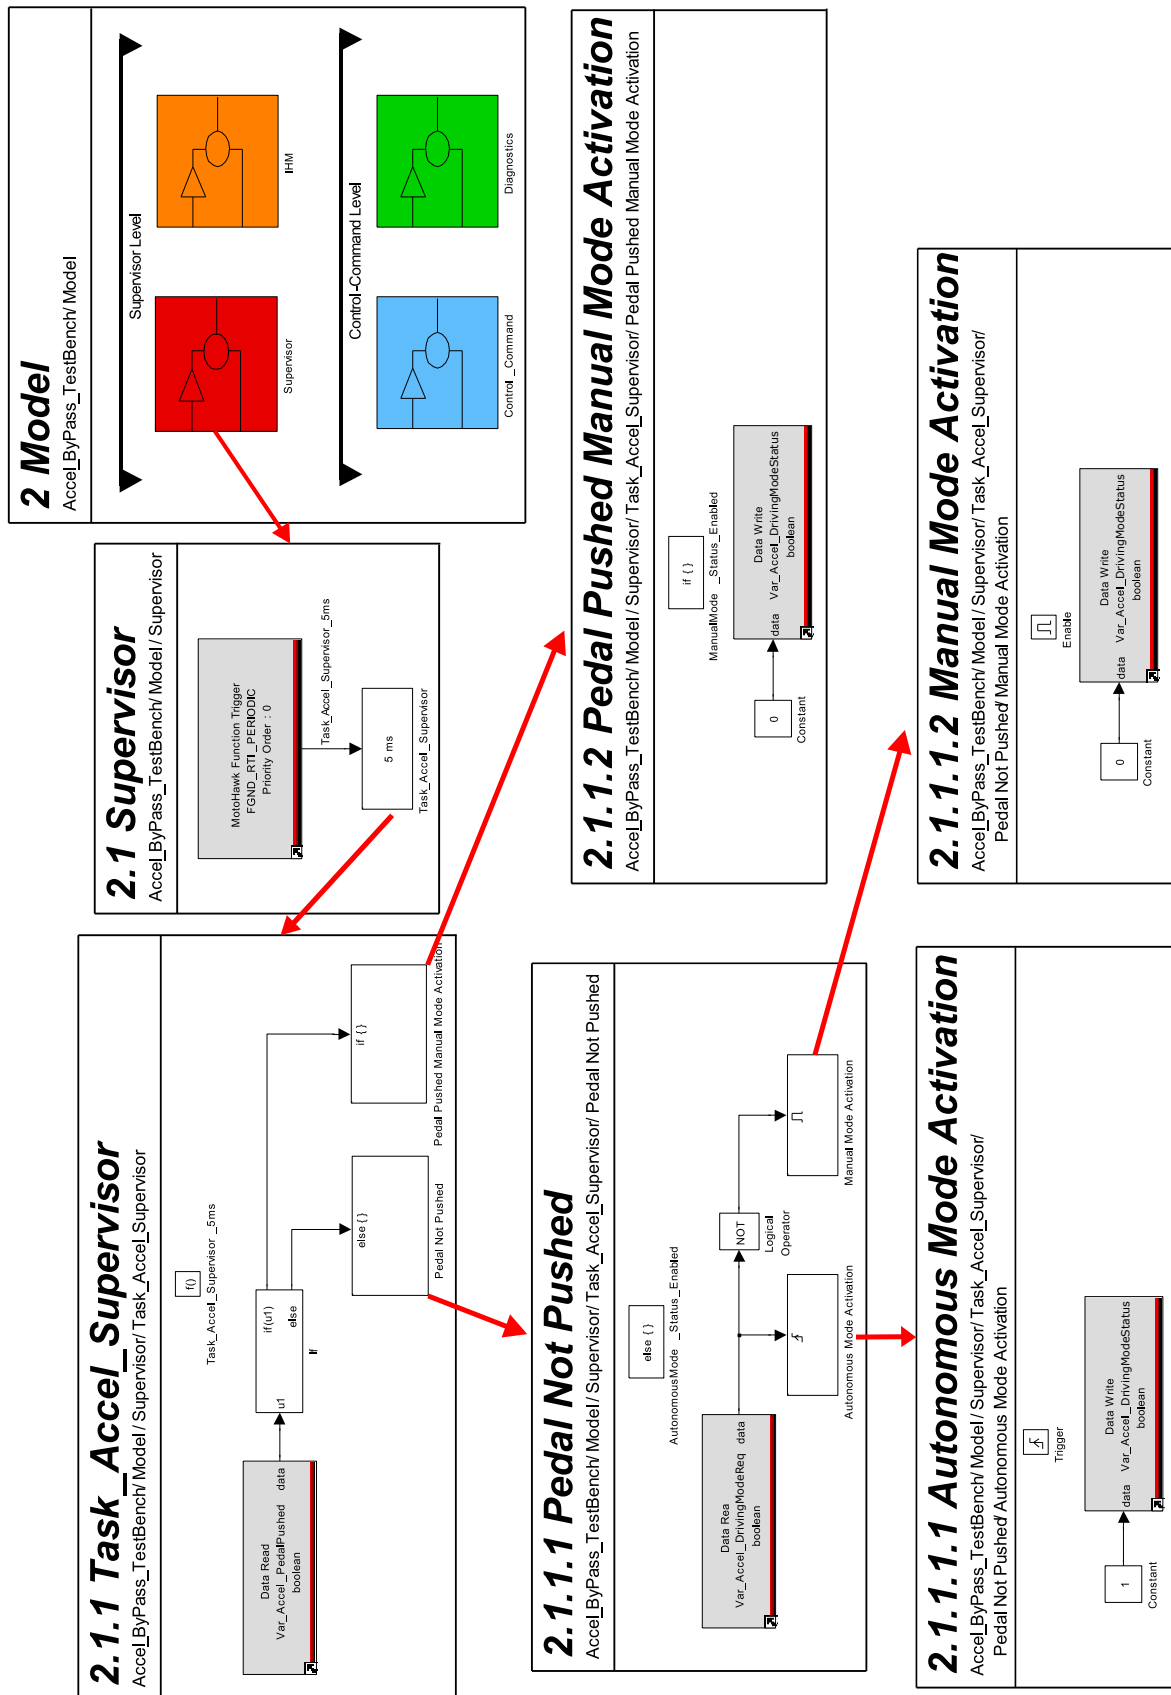 2 Model
Accel_ByPass_TestBench/ Model
Supervisor Level
Supervisor
IHM
Control-Command Level
Control _Command
Diagnostics
2.1 Supervisor
Accel_ByPass_TestBench/ Model / Supervisor
MotoHawk Function Trigger
FGND_RTI_PERIODIC
Priority Order : 0
Task_Accel_Supervisor_5ms
5 ms
Task_Accel_Supervisor
2.1.1 Task_Accel_Supervisor
Accel_ByPass_TestBench/ Model / Supervisor/ Task_Accel_Supervisor
f()
Task_Accel_Supervisor _5ms
Data Read
Var_Accel_PedalPushed data
boolean
u1
if(u1)
else
If
else { }
Pedal Not Pushed
if { }
Pedal Pushed Manual Mode Activation
2.1.1.2 Pedal Pushed Manual Mode Activation
Accel_ByPass_TestBench/ Model / Supervisor/ Task_Accel_Supervisor/ Pedal Pushed Manual Mode Activation
if { }
ManualMode _Status_Enabled
0
Constant
Data Write
data Var_Accel_DrivingModeStatus
boolean
2.1.1.1 Pedal Not Pushed
Accel_ByPass_TestBench/ Model / Supervisor/ Task_Accel_Supervisor/ Pedal Not Pushed
else { }
AutonomousMode _Status_Enabled
Data Rea
Var_Accel_DrivingModeReq data
boolean
NOT
Logical
Operator
Autonomous Mode Activation
Manual Mode Activation
2.1.1.1.2 Manual Mode Activation
Accel_ByPass_TestBench/ Model / Supervisor/ Task_Accel_Supervisor/
Pedal Not Pushed/ Manual Mode Activation
Enable
0
Constant
Data Write
data Var_Accel_DrivingModeStatus
boolean
2.1.1.1.1 Autonomous Mode Activation
Accel_ByPass_TestBench/ Model / Supervisor/ Task_Accel_Supervisor/
Pedal Not Pushed/ Autonomous Mode Activation
Trigger
1
Constant
Data Write
data Var_Accel_DrivingModeStatus
boolean